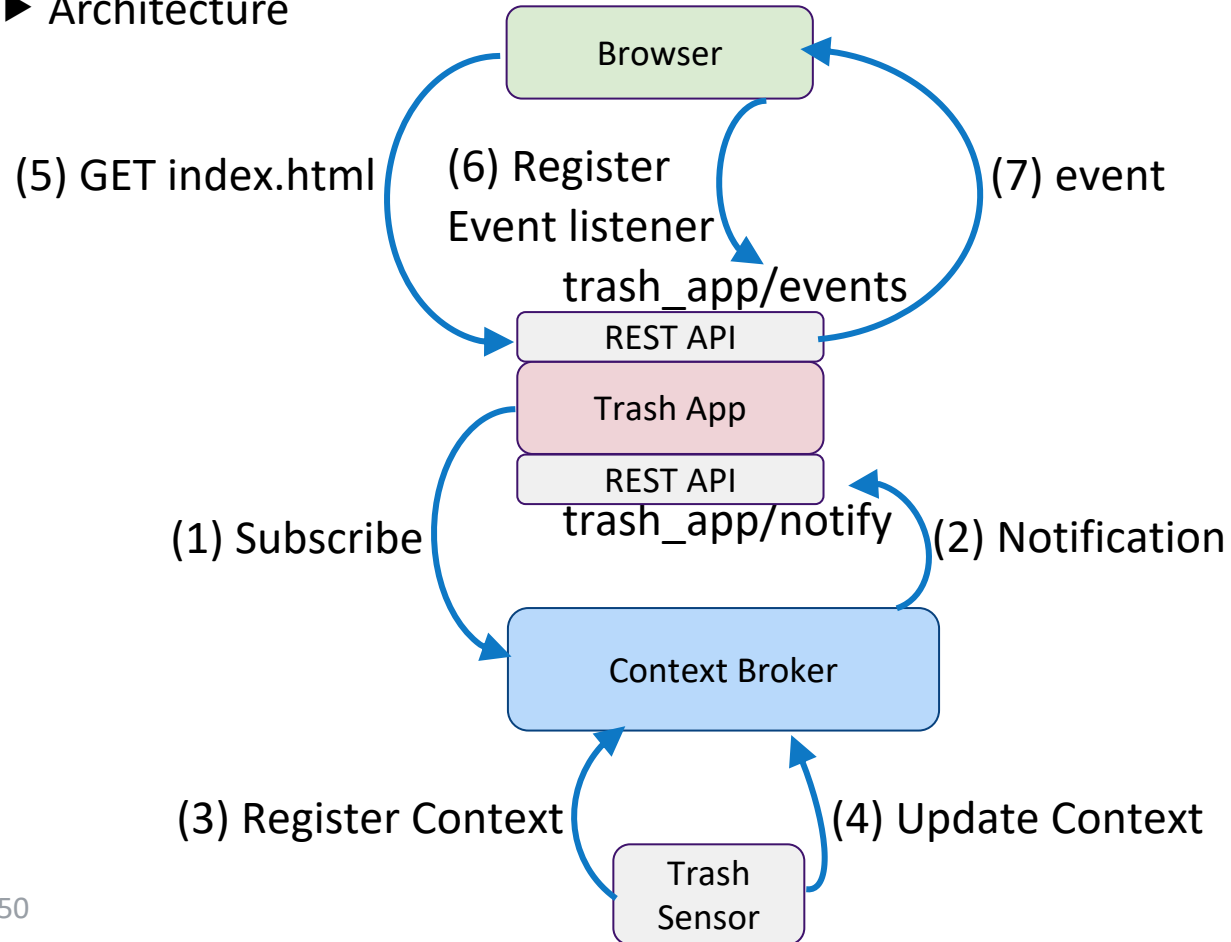 ▶ Architecture
Browser
(5) GET index.html
(6) Register
Event listener
(7) event
trash_app/events
REST API
Trash App
REST API
trash_app/notify
(1) Subscribe
(2) Notification
Context Broker
(3) Register Context
(4) Update Context
Trash
Sensor
50